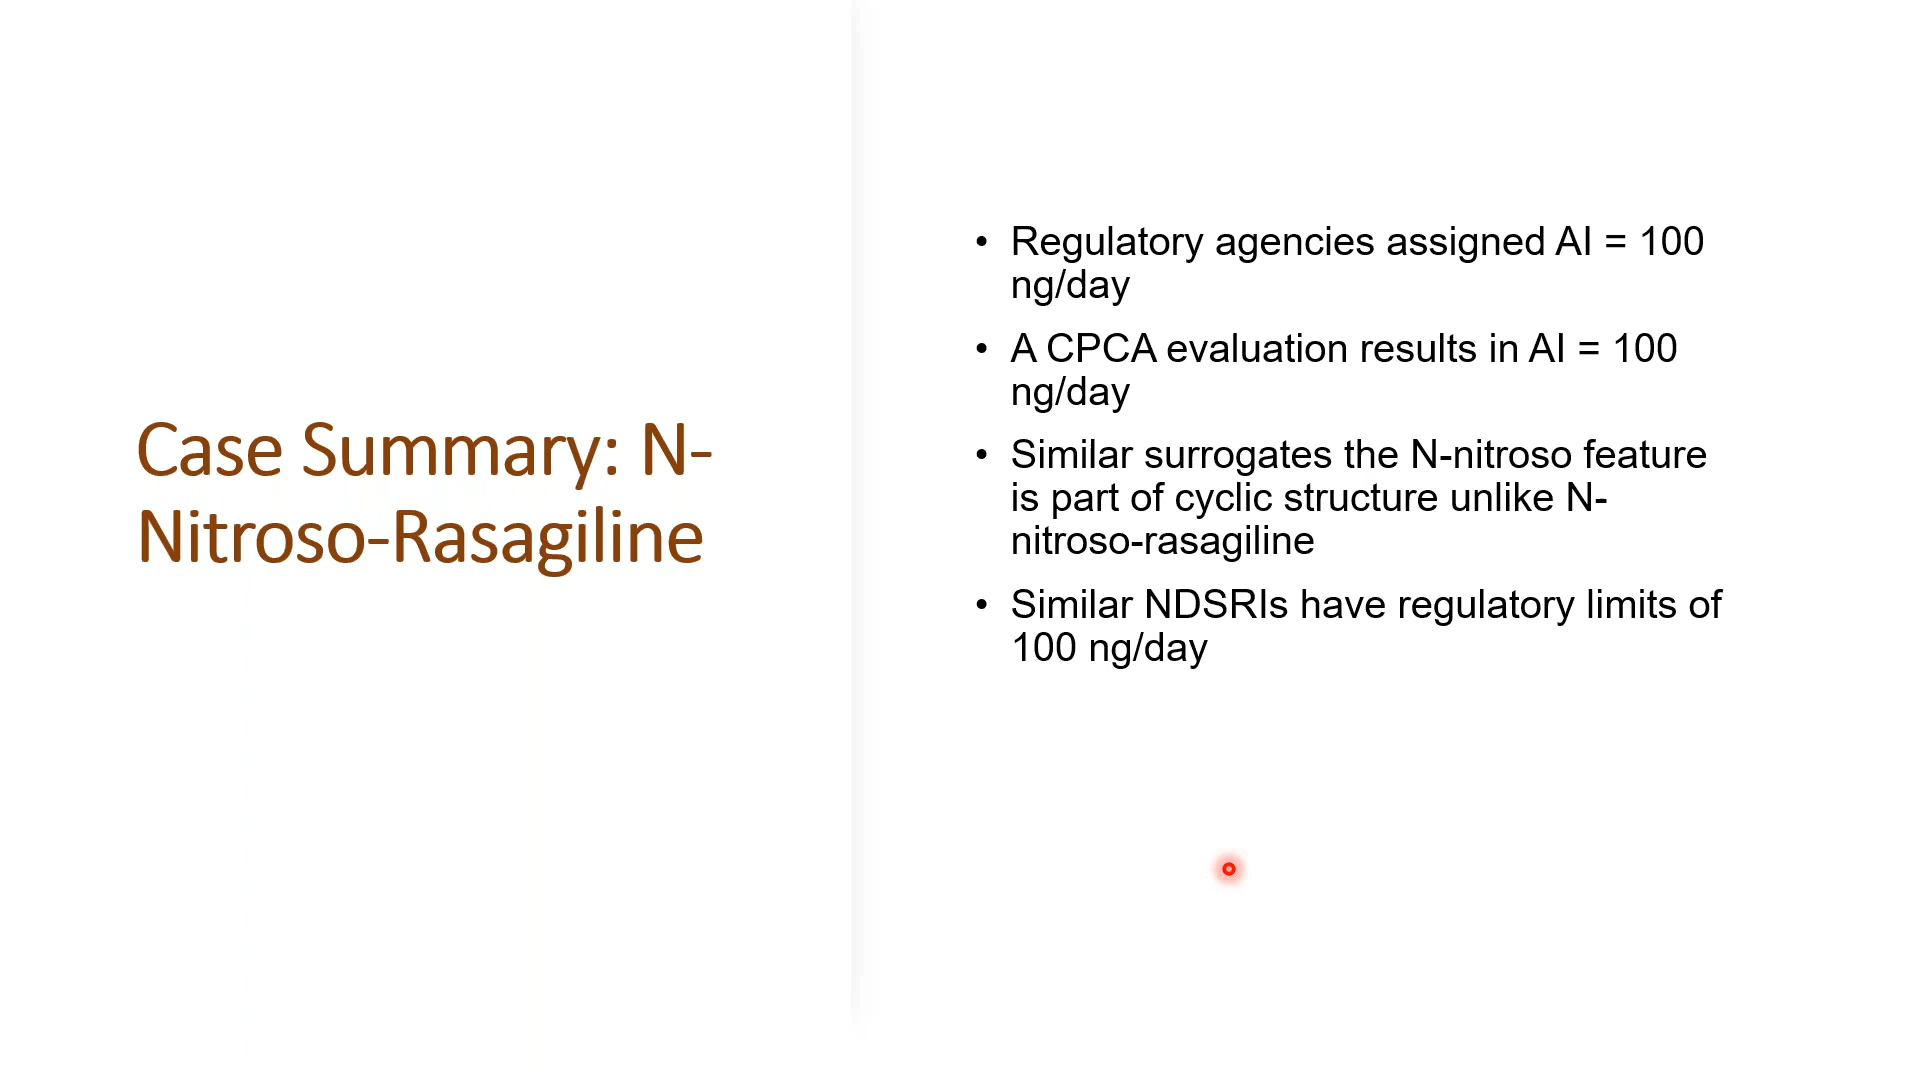 Case Summary: N-
Nitroso-Rasagiline
• Regulatory agencies assigned AI = 100
ng/day
• A CPCA evaluation results in AI = 100
ng/day
• Similar surrogates the N-nitroso feature
is part of cyclic structure unlike N-
nitroso-rasagiline
• Similar NDSRIs have regulatory limits of
100 ng/day